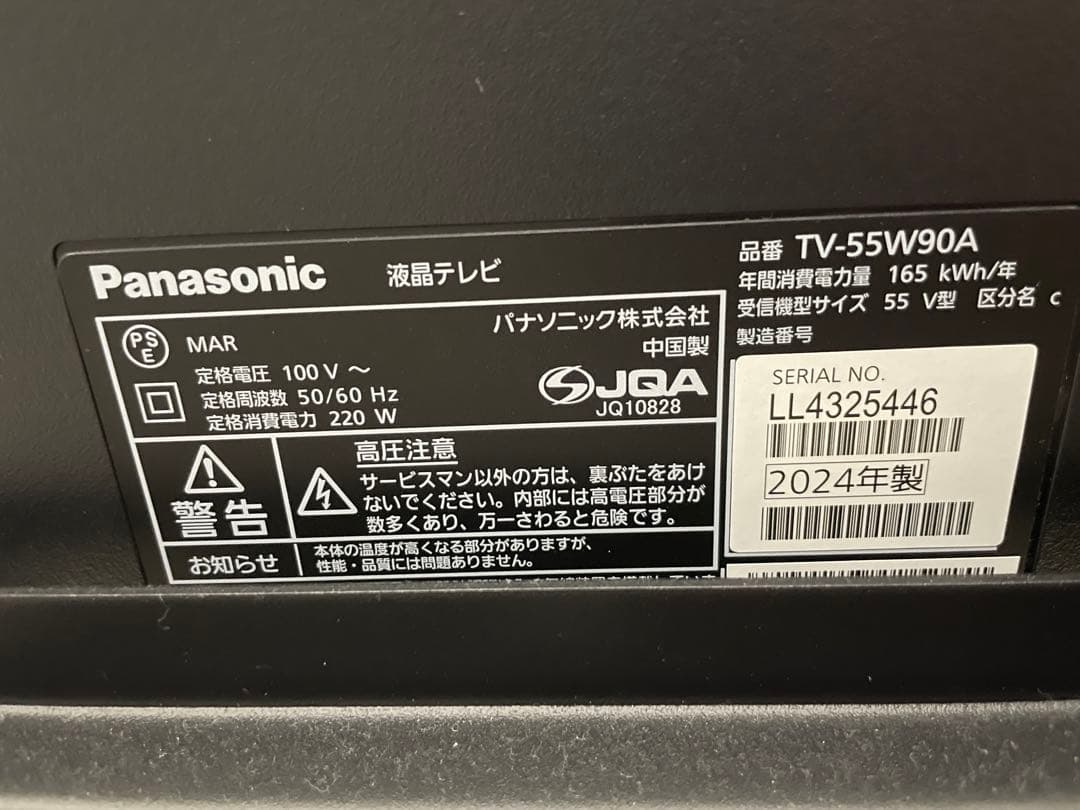 Panasonic 液晶テレビ
PSE MAR
パナソニック株式会社
中国製
定格電圧 100 V ～
定格周波数 50/60 Hz
定格消費電力 220 W
JQA
JQ10828
警告
高圧注意
サービスマン以外の方は、裏ぶたをあけ
ないでください。内部には高電圧部分が
数多くあり、万一さわると危険です。
お知らせ
本体の温度が高くなる部分がありますが、
性能・品質には問題ありません。
品番 TV-55W90A
年間消費電力量 165 kWh/年
受信機型サイズ 55 V型 区分名 c
製造番号
SERIAL NO.
LL4325446
2024年製